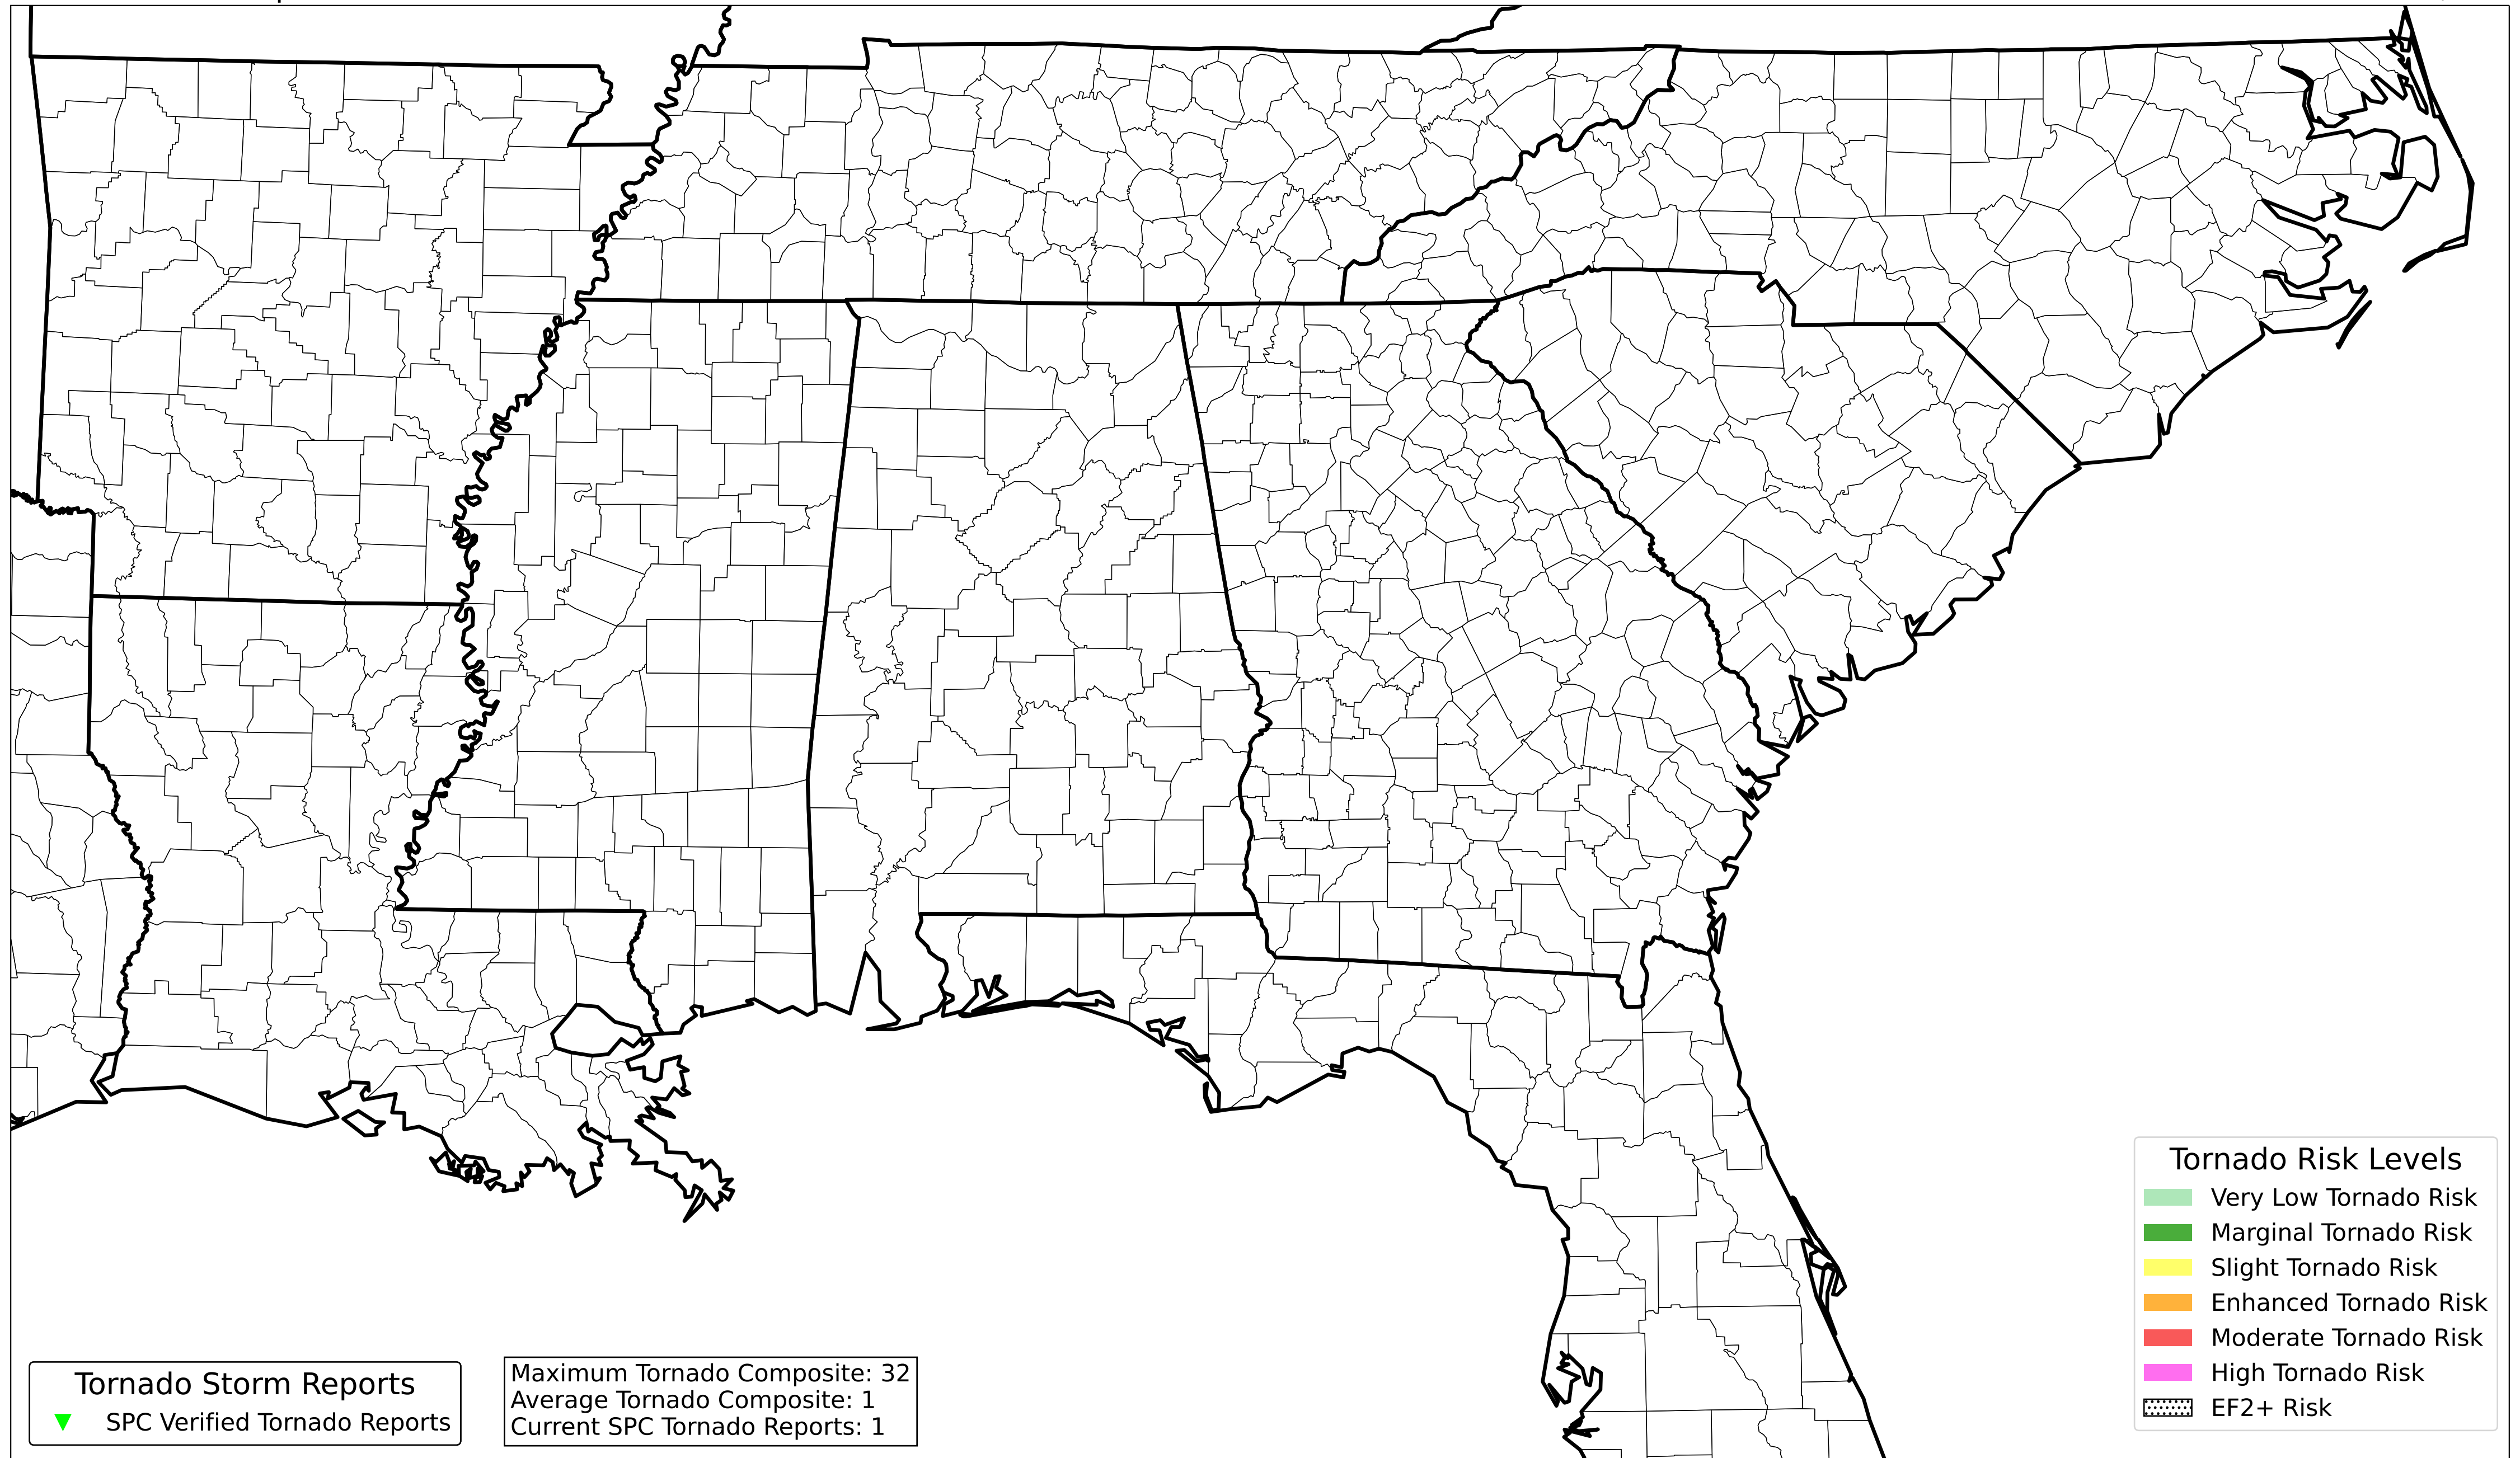 Tornado Risk Levels
Very Low Tornado Risk
Marginal Tornado Risk
Slight Tornado Risk
Enhanced Tornado Risk
Moderate Tornado Risk
High Tornado Risk
EF2+ Risk
Tornado Storm Reports
SPC Verified Tornado Reports
Maximum Tornado Composite: 32
Average Tornado Composite: 1
Current SPC Tornado Reports: 1